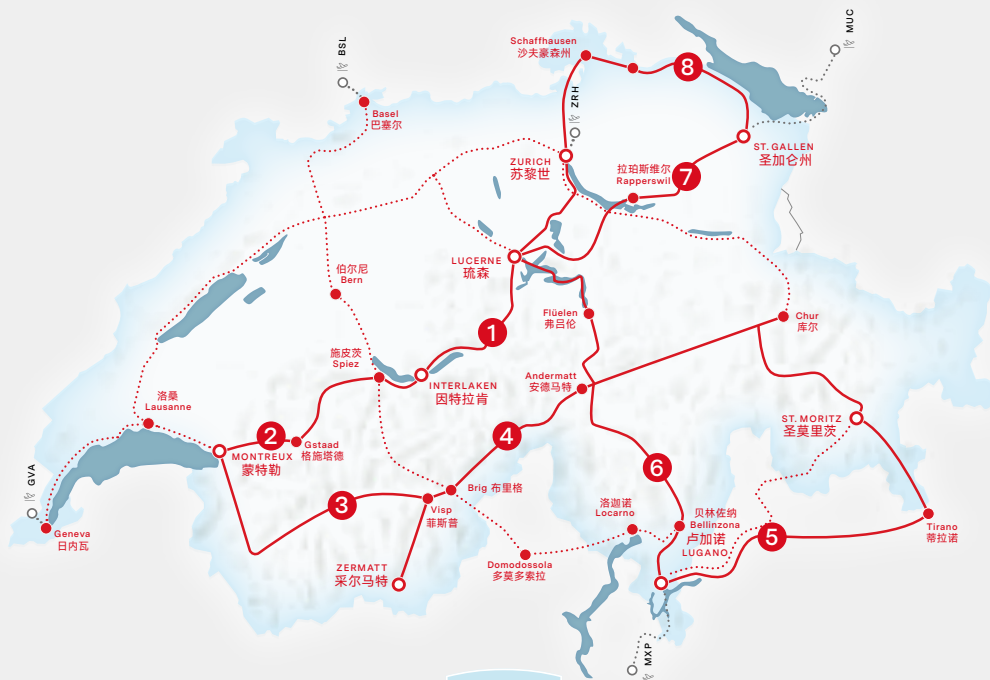 MUC
BSL
Schaffhausen
沙夫豪森州
8
ZRH
Basel
巴塞尔
ST. GALLEN
圣加仑州
ZURICH
苏黎世
拉珀斯维尔
Rapperswil
7
LUCERNE
琉森
伯尔尼
Bern
Flüelen
弗吕伦
Chur
库尔
1
施皮茨
Spiez
INTERLAKEN
因特拉肯
Andermatt
安德马特
洛桑
Lausanne
ST. MORITZ
圣莫里茨
2
Gstaad
格施塔德
MONTREUX
蒙特勒
4
6
GVA
Brig 布里格
3
Visp
菲斯普
洛迦诺
Locarno
贝林佐纳
Bellinzona
卢加诺
LUGANO
5
Tirano
蒂拉诺
Geneva
日内瓦
ZERMATT
采尔马特
Domodossola
多莫多索拉
MXP